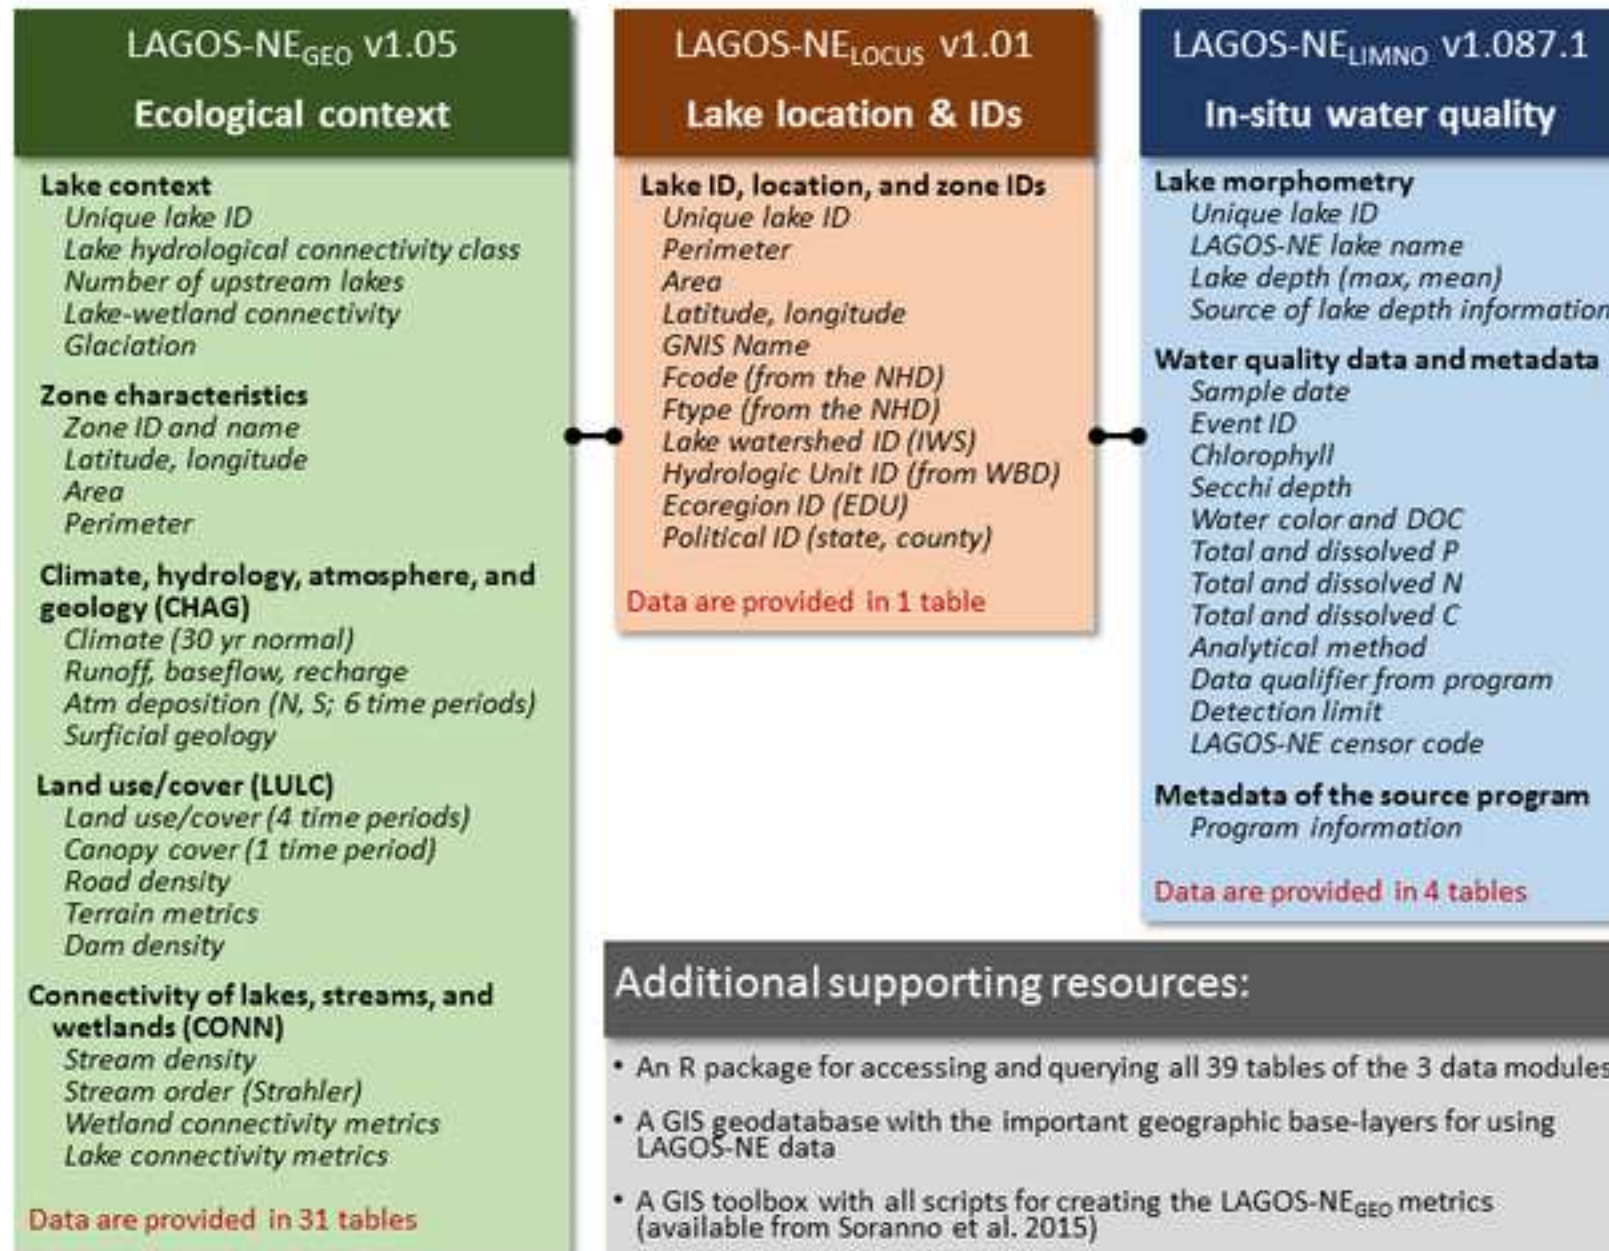 LAGOS-NEGEO v1.05
Ecological context
Lake context
Unique lake ID
Lake hydrological connectivity class
Number of upstream lakes
Lake-wetland connectivity
Glaciation
Zone characteristics
Zone ID and name
Latitude, longitude
Area
Perimeter
Climate, hydrology, atmosphere, and
geology (CHAG)
Climate (30 yr normal)
Runoff, baseflow, recharge
Atm deposition (N, S; 6 time periods)
Surficial geology
Land use/cover (LULC)
Land use/cover (4 time periods)
Canopy cover (1 time period)
Road density
Terrain metrics
Dam density
Connectivity of lakes, streams, and
wetlands (CONN)
Stream density
Stream order (Strahler)
Wetland connectivity metrics
Lake connectivity metrics
Data are provided in 31 tables
LAGOS-NELOCUS v1.01
Lake location & IDs
Lake ID, location, and zone IDs
Unique lake ID
Perimeter
Area
Latitude, longitude
GNIS Name
Fcode (from the NHD)
Ftype (from the NHD)
Lake watershed ID (IWS)
Hydrologic Unit ID (from WBD)
Ecoregion ID (EDU)
Political ID (state, county)
Data are provided in 1 table
LAGOS-NELIMNO v1.087.1
In-situ water quality
Lake morphometry
Unique lake ID
LAGOS-NE lake name
Lake depth (max, mean)
Source of lake depth information
Water quality data and metadata
Sample date
Event ID
Chlorophyll
Secchi depth
Water color and DOC
Total and dissolved P
Total and dissolved N
Total and dissolved C
Analytical method
Data qualifier from program
Detection limit
LAGOS-NE censor code
Metadata of the source program
Program information
Data are provided in 4 tables
Additional supporting resources:
• An R package for accessing and querying all 39 tables of the 3 data modules
• A GIS geodatabase with the important geographic base-layers for using
LAGOS-NE data
• A GIS toolbox with all scripts for creating the LAGOS-NEGEO metrics
(available from Soranno et al. 2015)